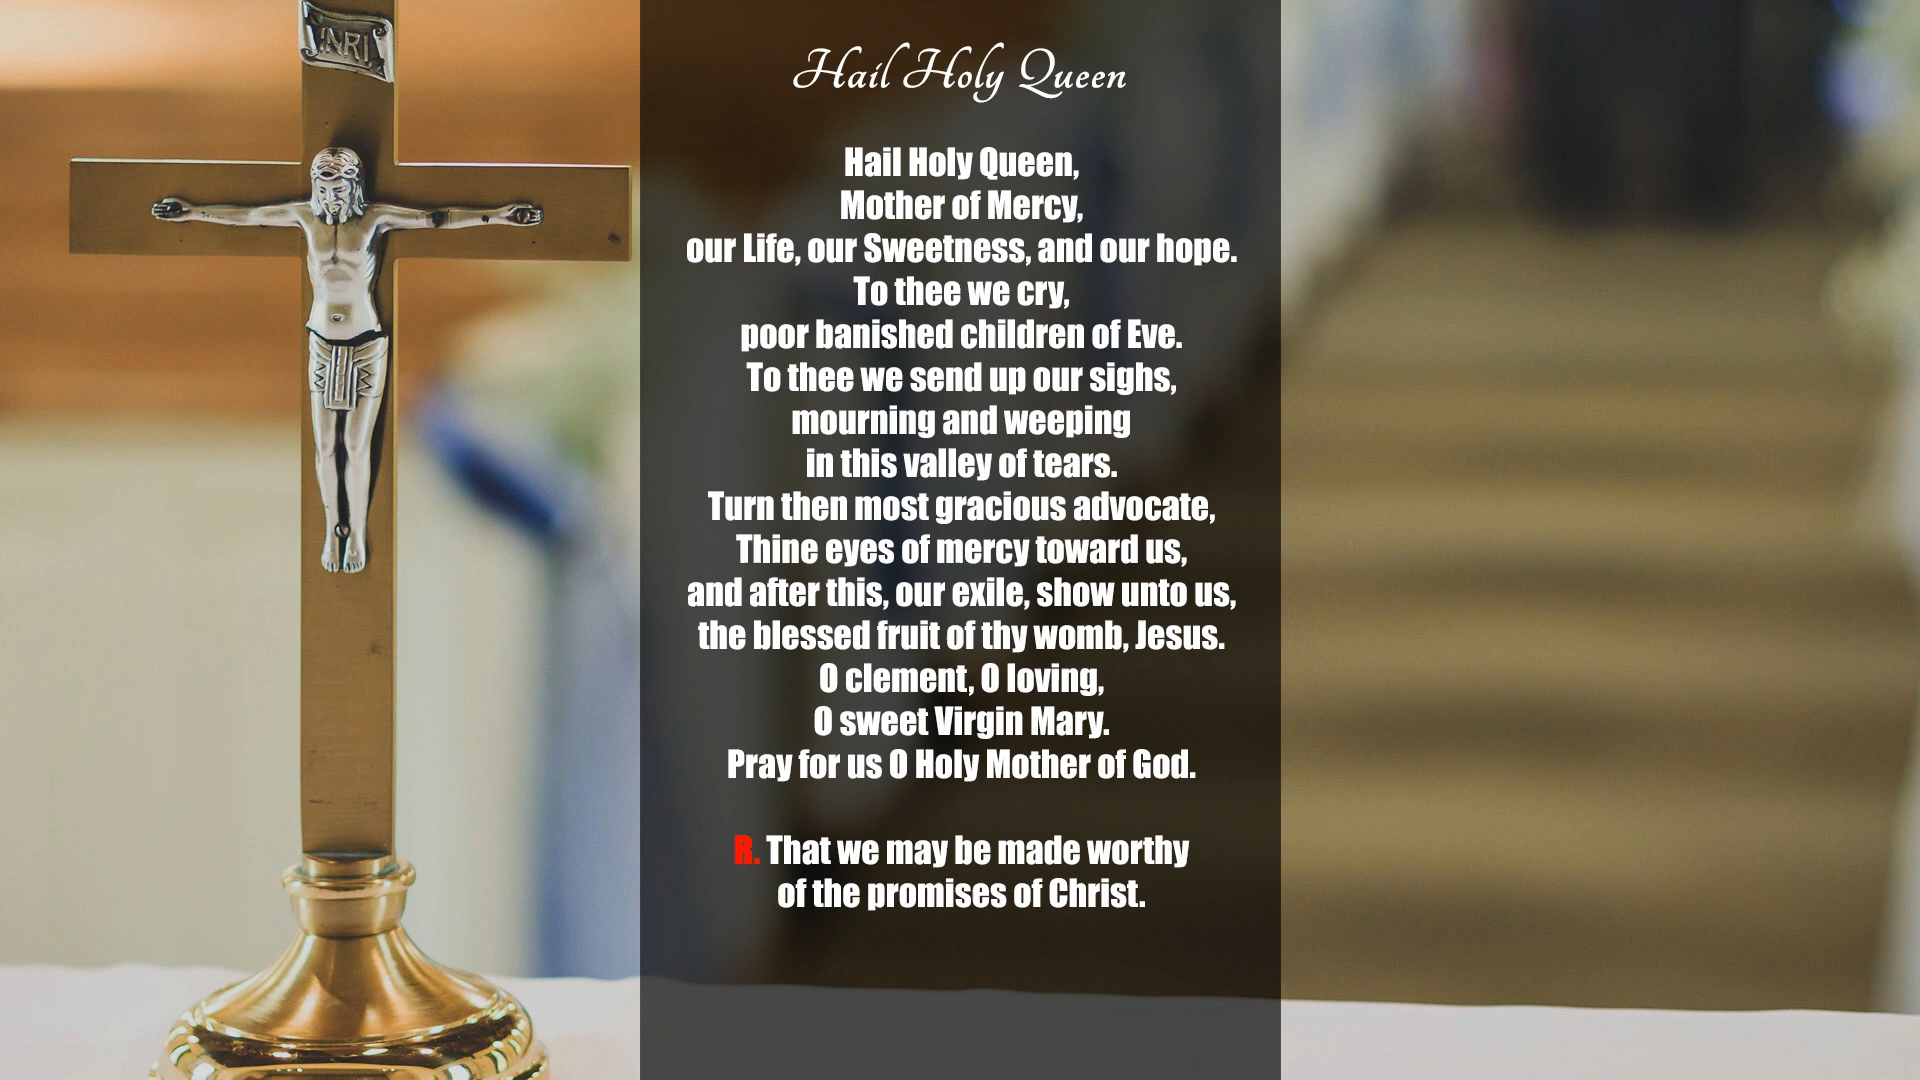 INRI
Hail Holy Queen
Hail Holy Queen,
Mother of Mercy,
our Life, our Sweetness, and our hope.
To thee we cry,
poor banished children of Eve.
To thee we send up our sighs,
mourning and weeping
in this valley of tears.
Turn then most gracious advocate,
Thine eyes of mercy toward us,
and after this, our exile, show unto us,
the blessed fruit of thy womb, Jesus.
O clement, O loving,
O sweet Virgin Mary.
Pray for us O Holy Mother of God.
R. That we may be made worthy
of the promises of Christ.